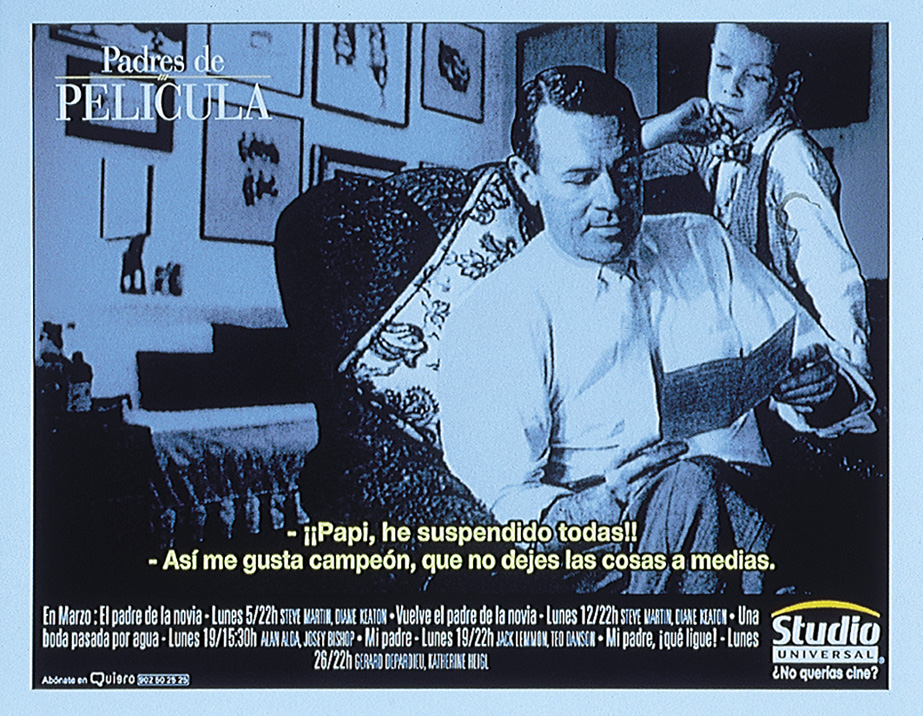 Padres de
PELÍCULA
- ¡¡Papi, he suspendido todas!!
- Así me gusta campeón, que no dejes las cosas a medias.
En Marzo : El padre de la novia - Lunes 5/22h STEVE MARTIN, DIANE KEATON • Vuelve el padre de la novia - Lunes 12/22h STEVE MARTIN, DIANE KEATON • Una
boda pasada por agua - Lunes 19/15:30h ALAN ALDA, JOSEY BISHOP • Mi padre - Lunes 19/22h JACK LEMMON, TED DANSON • Mi padre, ¡qué ligue! - Lunes
26/22h GERARD DEPARDIEU, KATHERINE HEIGL
Abónate en Quiero 902 50 25 25
Studio
UNIVERSAL®
¿No querías cine?